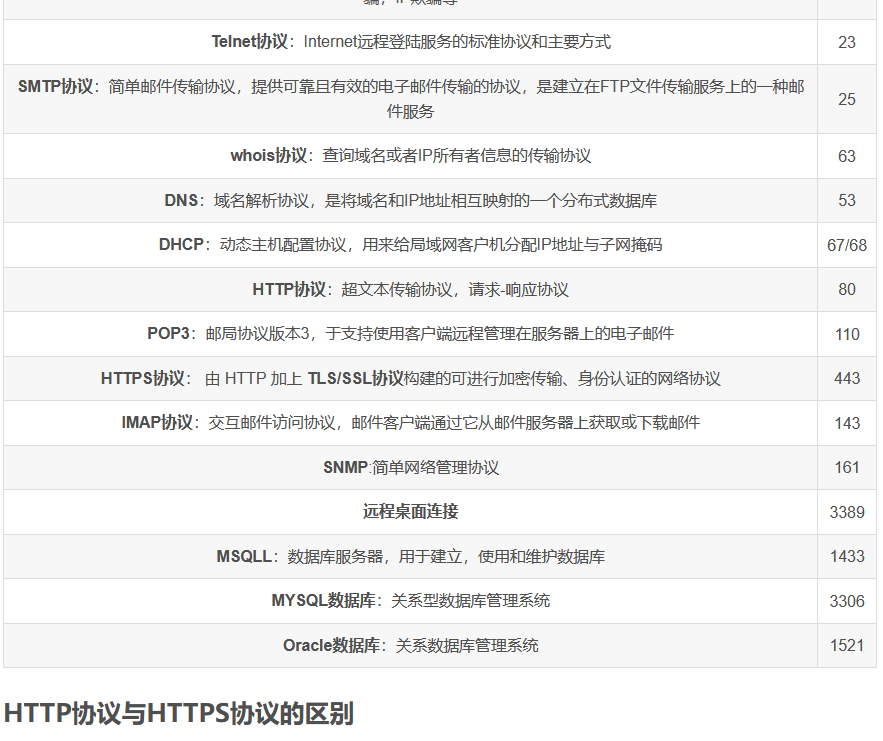 Telnet协议：Internet远程登陆服务的标准协议和主要方式 23
SMTP协议：简单邮件传输协议，提供可靠且有效的电子邮件传输的协议，是建立在FTP文件传输服务上的一种邮
件服务 25
whois协议：查询域名或者IP所有者信息的传输协议 63
DNS：域名解析协议，是将域名和IP地址相互映射的一个分布式数据库 53
DHCP：动态主机配置协议，用来给局域网客户机分配IP地址与子网掩码 67/68
HTTP协议：超文本传输协议，请求-响应协议 80
POP3：邮局协议版本3，于支持使用客户端远程管理在服务器上的电子邮件 110
HTTPS协议： 由 HTTP 加上 TLS/SSL协议构建的可进行加密传输、身份认证的网络协议 443
IMAP协议：交互邮件访问协议，邮件客户端通过它从邮件服务器上获取或下载邮件 143
SNMP:简单网络管理协议 161
远程桌面连接 3389
MSQLL：数据库服务器，用于建立，使用和维护数据库 1433
MYSQL数据库：关系型数据库管理系统 3306
Oracle数据库：关系数据库管理系统 1521
HTTP协议与HTTPS协议的区别